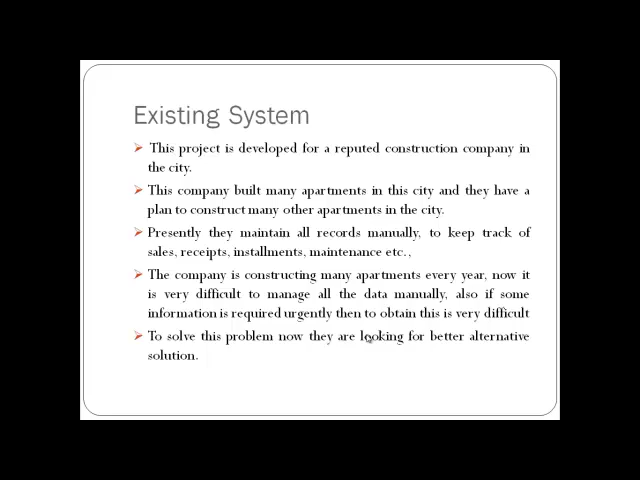 Existing System
This project is developed for a reputed construction company in
the city.
This company built many apartments in this city and they have a
plan to construct many other apartments in the city.
Presently they maintain all records manually, to keep track of
sales, receipts, installments, maintenance etc.,
The company is constructing many apartments every year, now it
is very difficult to manage all the data manually, also if some
information is required urgently then to obtain this is very difficult
To solve this problem now they are looking for better alternative
solution.